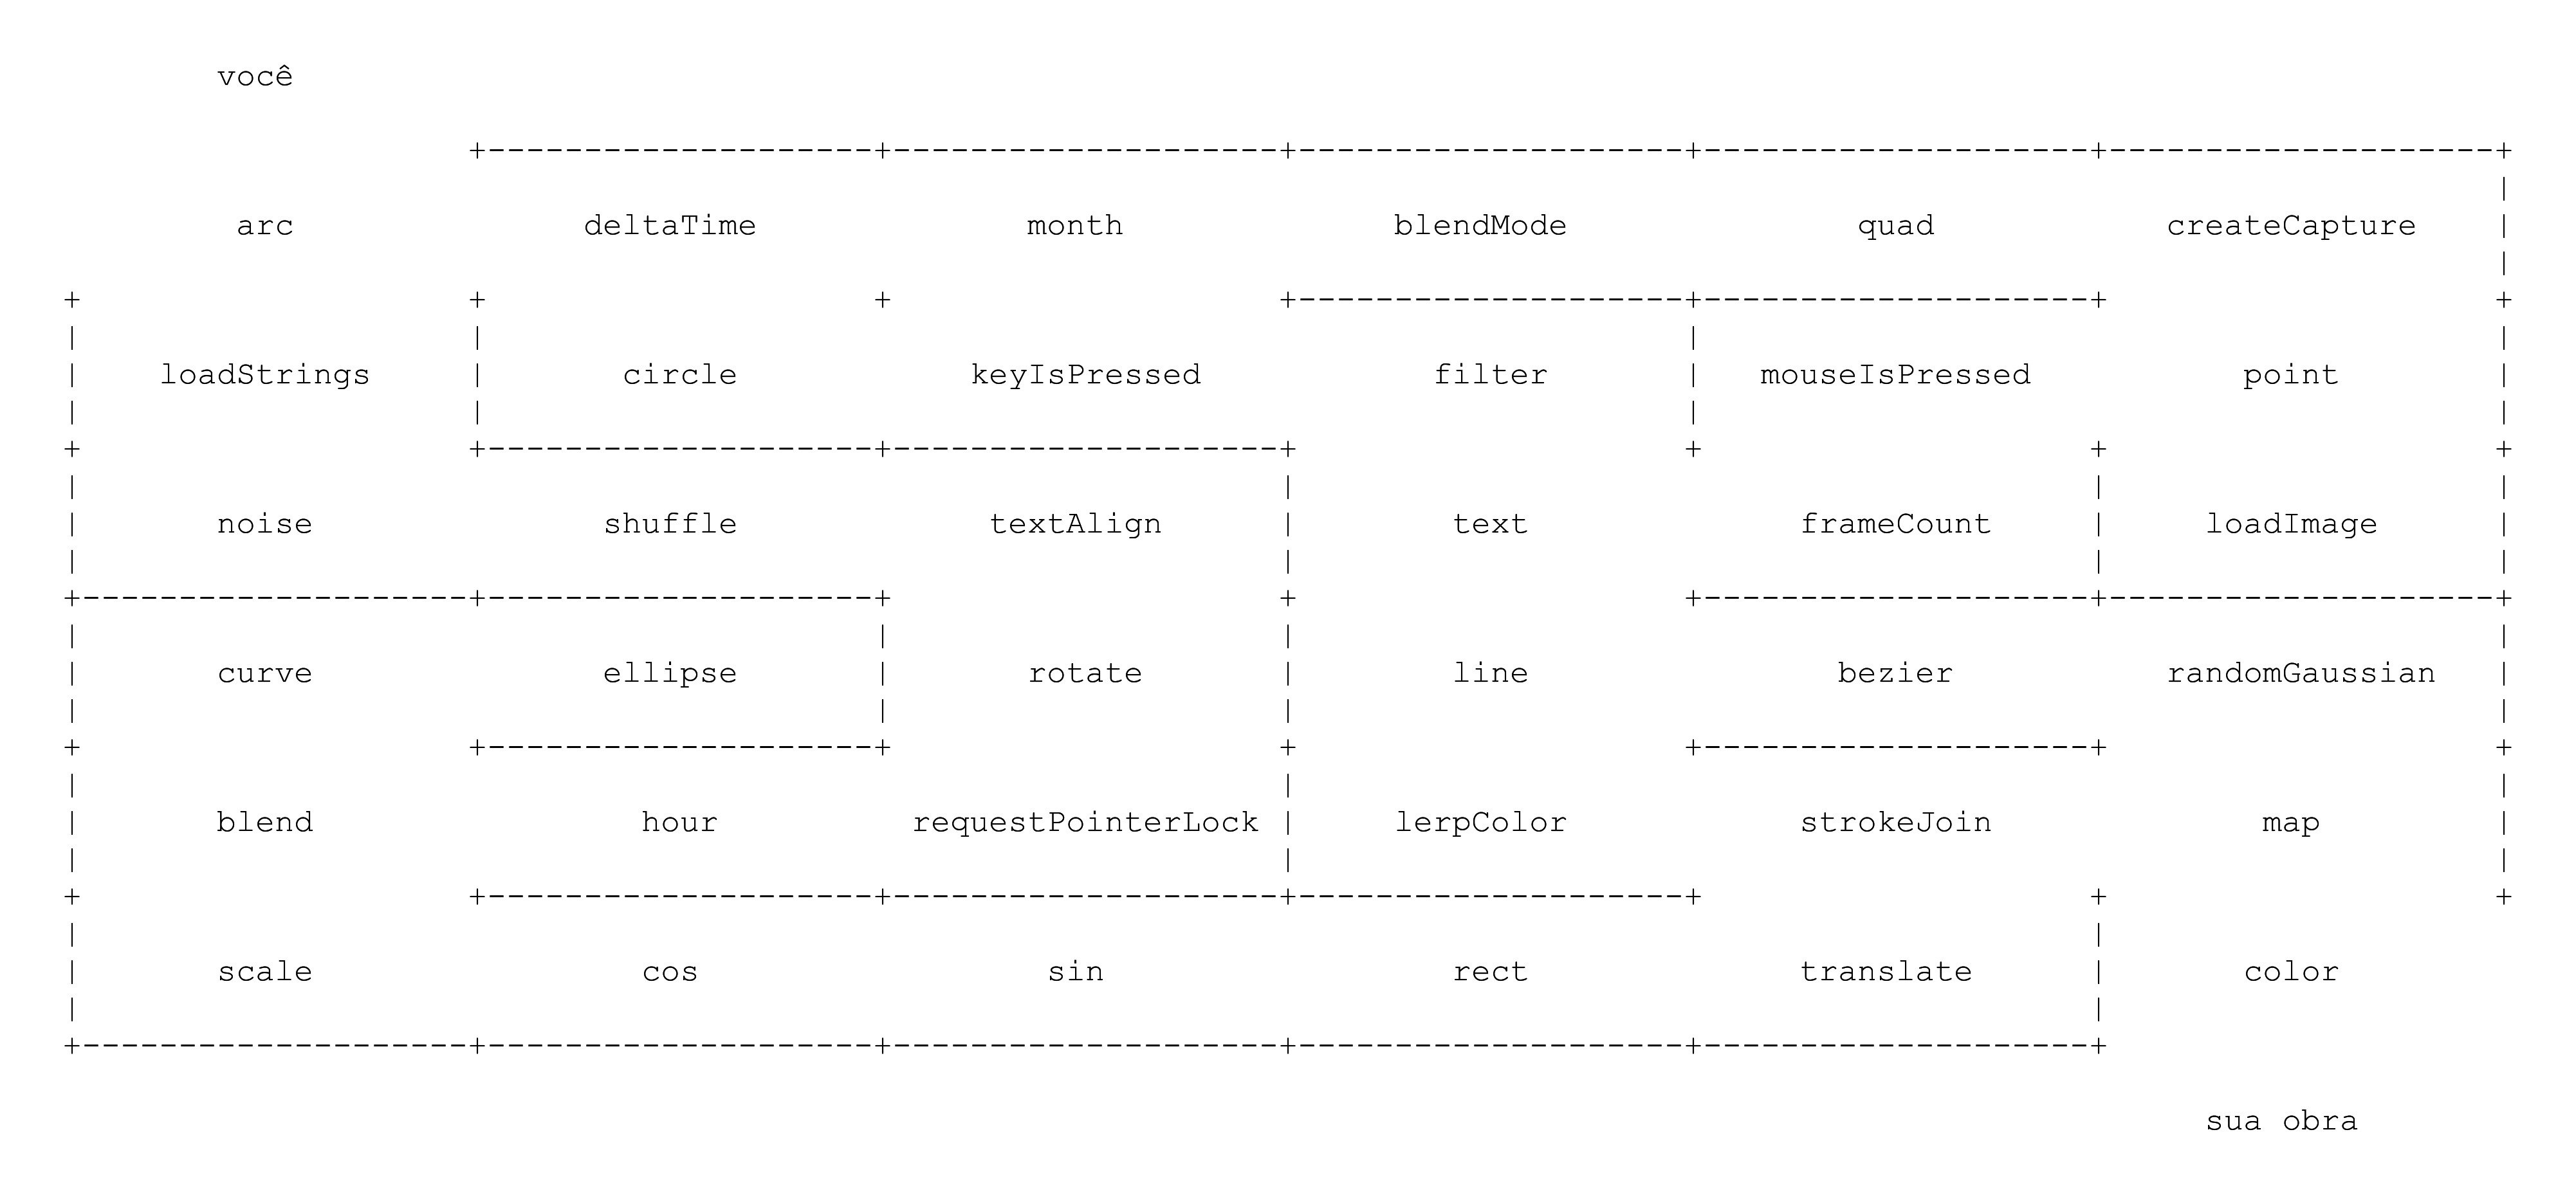 você
arc deltaTime month blendMode quad createCapture
loadStrings circle keyIsPressed filter mouseIsPressed point
noise shuffle textAlign text frameCount loadImage
curve ellipse rotate line bezier randomGaussian
blend hour requestPointerLock lerpColor strokeJoin map
scale cos sin rect translate color
sua obra